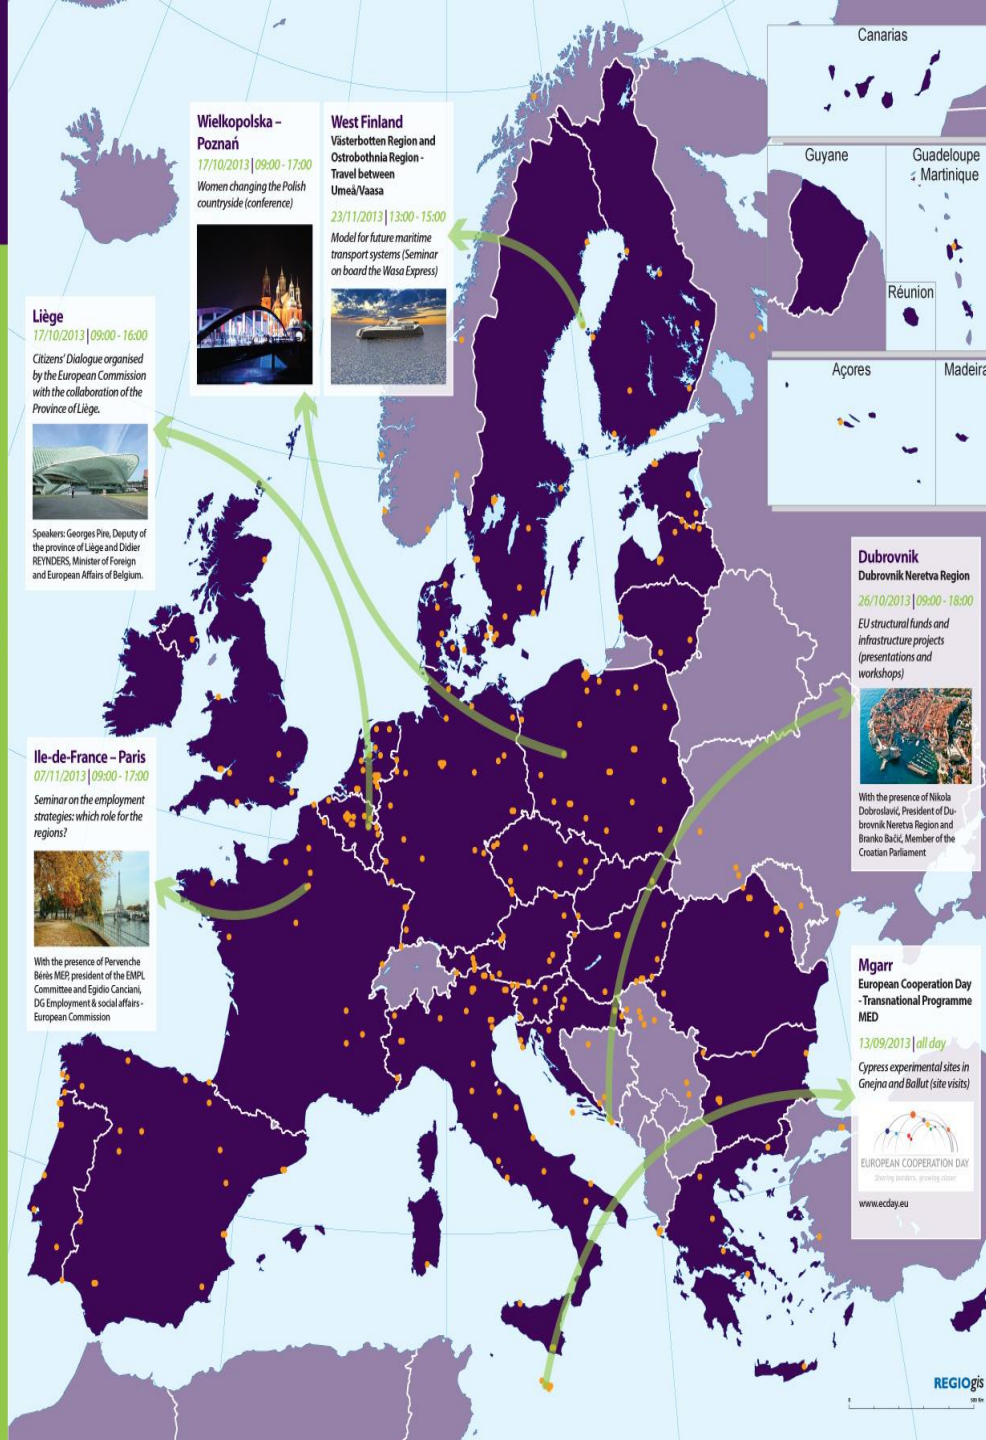 Canarias
Guyane
Guadeloupe
Martinique
Réunion
Açores
Madeira
Wielkopolska –
Poznań
17/10/2013 | 09:00 - 17:00
Women changing the Polish
countryside (conference)
West Finland
Västerbotten Region and
Ostrobothnia Region -
Travel between
Umeå/Vaasa
23/11/2013 | 13:00 - 15:00
Model for future maritime
transport systems (Seminar
on board the Wasa Express)
Liège
17/10/2013 | 09:00 - 16:00
Citizens' Dialogue organised
by the European Commission
with the collaboration of the
Province of Liège.
Speakers: Georges Pire, Deputy of
the province of Liège and Didier
REYNDERS, Minister of Foreign
and European Affairs of Belgium.
Ile-de-France – Paris
07/11/2013 | 09:00 - 17:00
Seminar on the employment
strategies: which role for the
regions?
With the presence of Pervenche
Bérès MEP, president of the EMPL
Committee and Egidio Canciani,
DG Employment & social affairs -
European Commission
Dubrovnik
Dubrovnik Neretva Region
26/10/2013 | 09:00 - 18:00
EU structural funds and
infrastructure projects
(presentations and
workshops)
With the presence of Nikola
Dobroslavić, President of Du-
brovnik Neretva Region and
Branko Bačić, Member of the
Croatian Parliament
Mgarr
European Cooperation Day
- Transnational Programme
MED
13/09/2013 | all day
Cypress experimental sites in
Gnejna and Ballut (site visits)
EUROPEAN COOPERATION DAY
Sharing borders, growing closer
www.ecday.eu
REGIOgis
0 500 Km